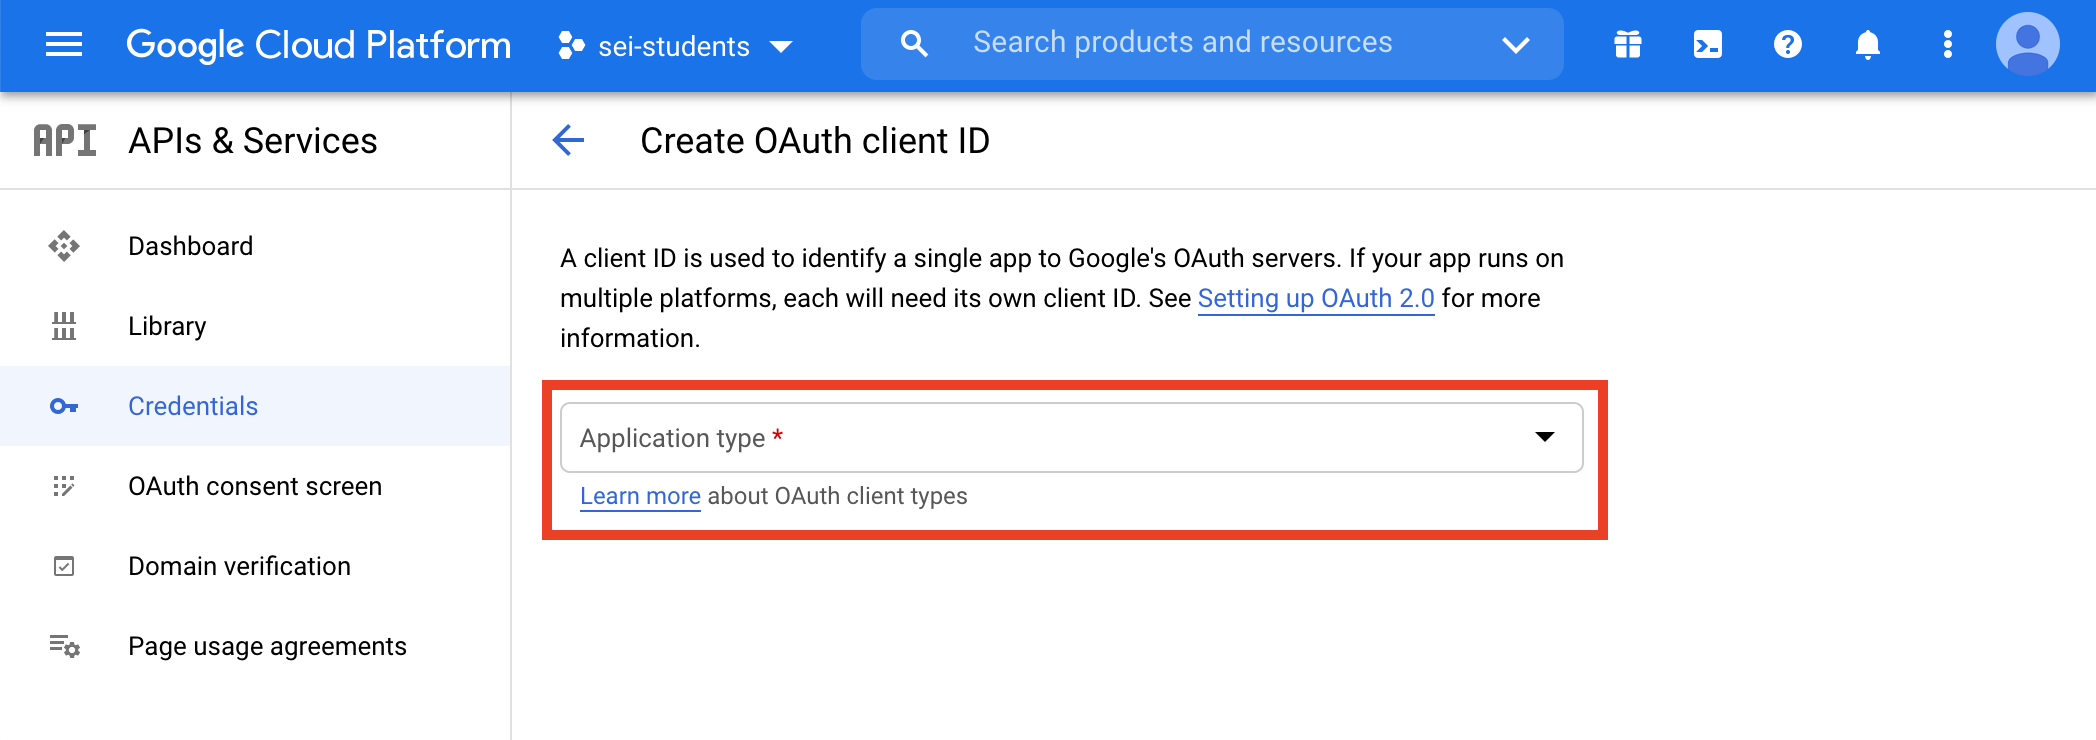 Google Cloud Platform
sei-students
Search products and resources
API
APIs & Services
Create OAuth client ID
Dashboard
Library
Credentials
OAuth consent screen
Domain verification
Page usage agreements
A client ID is used to identify a single app to Google's OAuth servers. If your app runs on
multiple platforms, each will need its own client ID. See Setting up OAuth 2.0 for more
information.
Application type *
Learn more about OAuth client types